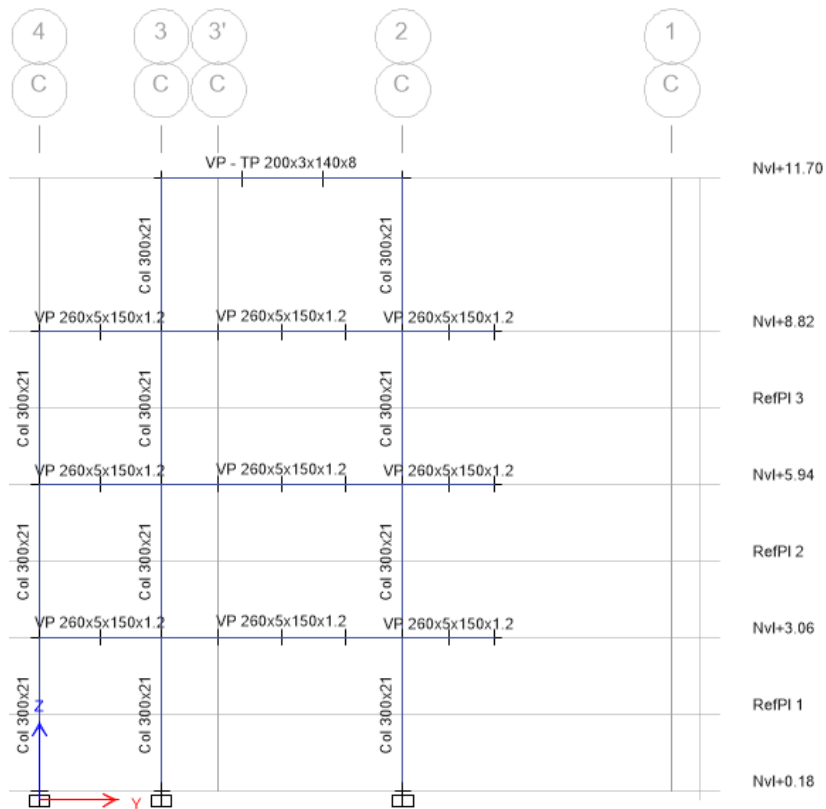 4 3 3' 2 1
C C C C C
VP - TP 200x3x140x8
Nvl+11.70
Col 300x21 Col 300x21
VP 260x5x150x1.2 VP 260x5x150x1.2 VP 260x5x150x1.2
Nvl+8.82
Col 300x21 Col 300x21 Col 300x21
RefPl 3
VP 260x5x150x1.2 VP 260x5x150x1.2 VP 260x5x150x1.2
Nvl+5.94
Col 300x21 Col 300x21 Col 300x21
RefPl 2
VP 260x5x150x1.2 VP 260x5x150x1.2 VP 260x5x150x1.2
Nvl+3.06
Col 300x21 Col 300x21 Col 300x21
RefPl 1
Z
Nvl+0.18
Y